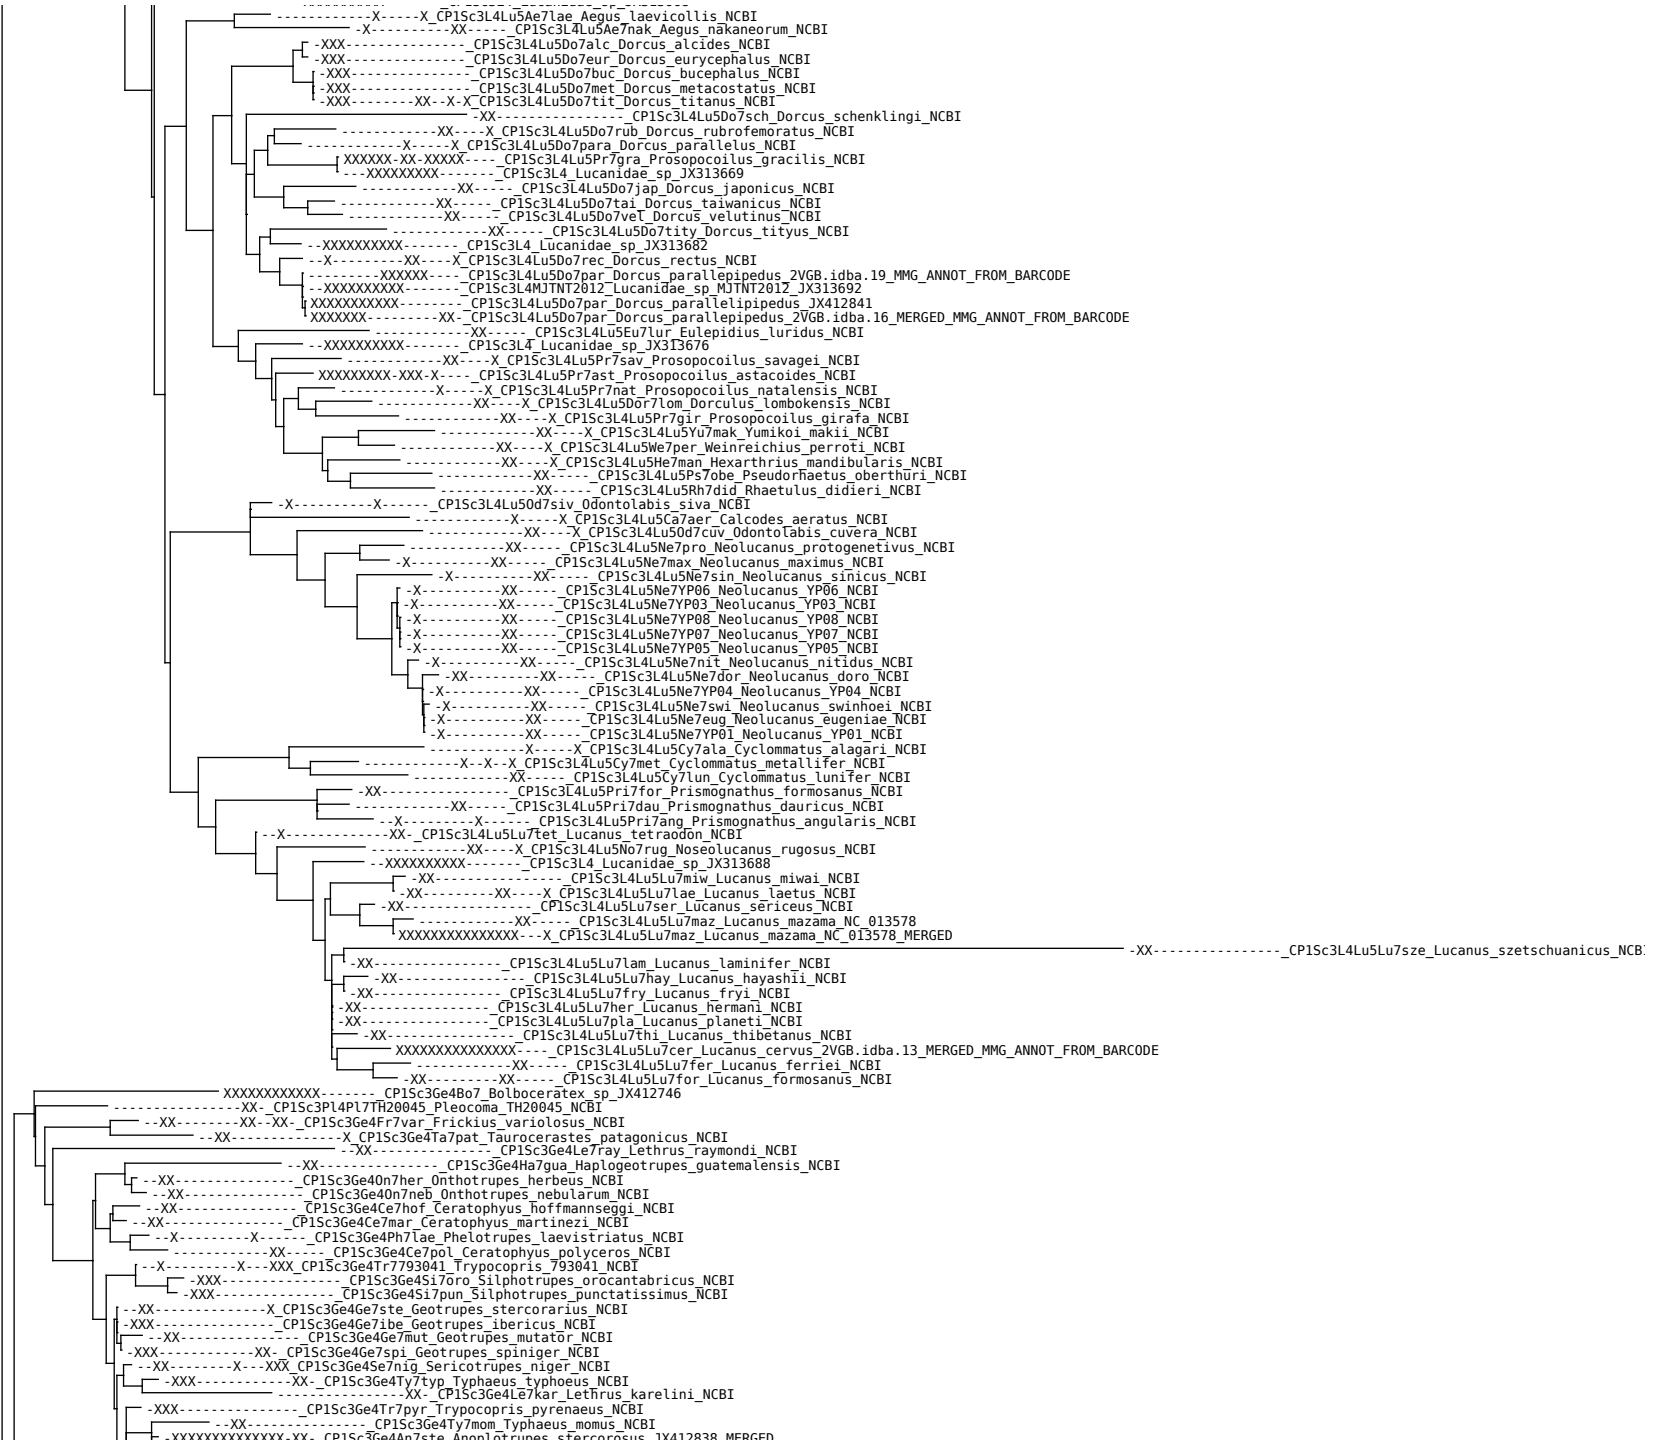 ------------X-----X_CP1Sc3L4Lu5Ae7lae_Aegus_laevicollis_NCBI
-X----------XX-----_CP1Sc3L4Lu5Ae7nak_Aegus_nakaneorum_NCBI
-XXX---------------_CP1Sc3L4Lu5Do7alc_Dorcus_alcides_NCBI
-XXX---------------_CP1Sc3L4Lu5Do7eur_Dorcus_eurycephalus_NCBI
-XXX---------------_CP1Sc3L4Lu5Do7buc_Dorcus_bucephalus_NCBI
-XXX---------------_CP1Sc3L4Lu5Do7met_Dorcus_metacostatus_NCBI
-XXX--------XX--X-X_CP1Sc3L4Lu5Do7tit_Dorcus_titanus_NCBI
-XX----------------_CP1Sc3L4Lu5Do7sch_Dorcus_schenklingi_NCBI
------------XX----X_CP1Sc3L4Lu5Do7rub_Dorcus_rubrofemoratus_NCBI
------------X-----X_CP1Sc3L4Lu5Do7para_Dorcus_parallelus_NCBI
XXXXXX-XX-XXXXX----_CP1Sc3L4Lu5Pr7gra_Prosopocoilus_gracilis_NCBI
---XXXXXXXXX-------_CP1Sc3L4_Lucanidae_sp_JX313669
------------XX-----_CP1Sc3L4Lu5Do7jap_Dorcus_japonicus_NCBI
------------XX-----_CP1Sc3L4Lu5Do7tai_Dorcus_taiwanicus_NCBI
------------XX-----_CP1Sc3L4Lu5Do7vel_Dorcus_velutinus_NCBI
------------XX-----_CP1Sc3L4Lu5Do7tity_Dorcus_tityus_NCBI
--XXXXXXXXXX-------_CP1Sc3L4_Lucanidae_sp_JX313682
--X---------XX----X_CP1Sc3L4Lu5Do7rec_Dorcus_rectus_NCBI
---------XXXXXX----_CP1Sc3L4Lu5Do7par_Dorcus_parallepipedus_2VGB.idba.19_MMG_ANNOT_FROM_BARCODE
--XXXXXXXXXX-------_CP1Sc3L4MJTNT2012_Lucanidae_sp_MJTNT2012_JX313692
XXXXXXXXXXX--------_CP1Sc3L4Lu5Do7par_Dorcus_parallelipipedus_JX412841
XXXXXXX---------XX-_CP1Sc3L4Lu5Do7par_Dorcus_parallepipedus_2VGB.idba.16_MERGED_MMG_ANNOT_FROM_BARCODE
------------XX-----_CP1Sc3L4Lu5Eu7lur_Eulepidius_luridus_NCBI
--XXXXXXXXXX-------_CP1Sc3L4_Lucanidae_sp_JX313676
------------XX----X_CP1Sc3L4Lu5Pr7sav_Prosopocoilus_savagei_NCBI
XXXXXXXXX-XXX-X----_CP1Sc3L4Lu5Pr7ast_Prosopocoilus_astacoides_NCBI
------------X-----X_CP1Sc3L4Lu5Pr7nat_Prosopocoilus_natalensis_NCBI
------------XX----X_CP1Sc3L4Lu5Dor7lom_Dorculus_lombokensis_NCBI
------------XX----X_CP1Sc3L4Lu5Pr7gir_Prosopocoilus_girafa_NCBI
------------XX----X_CP1Sc3L4Lu5Yu7mak_Yumikoi_makii_NCBI
------------XX----X_CP1Sc3L4Lu5We7per_Weinreichius_perroti_NCBI
------------XX----X_CP1Sc3L4Lu5He7man_Hexarthrius_mandibularis_NCBI
------------XX-----_CP1Sc3L4Lu5Ps7obe_Pseudorhaetus_oberthuri_NCBI
------------XX-----_CP1Sc3L4Lu5Rh7did_Rhaetulus_didieri_NCBI
-X----------X------_CP1Sc3L4Lu5Od7siv_Odontolabis_siva_NCBI
------------X-----X_CP1Sc3L4Lu5Ca7aer_Calcodes_aeratus_NCBI
------------XX----X_CP1Sc3L4Lu5Od7cuv_Odontolabis_cuvera_NCBI
------------XX-----_CP1Sc3L4Lu5Ne7pro_Neolucanus_protogenetivus_NCBI
-X----------XX-----_CP1Sc3L4Lu5Ne7max_Neolucanus_maximus_NCBI
-X----------XX-----_CP1Sc3L4Lu5Ne7sin_Neolucanus_sinicus_NCBI
-X----------XX-----_CP1Sc3L4Lu5Ne7YP06_Neolucanus_YP06_NCBI
-X----------XX-----_CP1Sc3L4Lu5Ne7YP03_Neolucanus_YP03_NCBI
-X----------XX-----_CP1Sc3L4Lu5Ne7YP08_Neolucanus_YP08_NCBI
-X----------XX-----_CP1Sc3L4Lu5Ne7YP07_Neolucanus_YP07_NCBI
-X----------XX-----_CP1Sc3L4Lu5Ne7YP05_Neolucanus_YP05_NCBI
-X----------XX-----_CP1Sc3L4Lu5Ne7nit_Neolucanus_nitidus_NCBI
-XX---------XX-----_CP1Sc3L4Lu5Ne7dor_Neolucanus_doro_NCBI
-X----------XX-----_CP1Sc3L4Lu5Ne7YP04_Neolucanus_YP04_NCBI
-X----------XX-----_CP1Sc3L4Lu5Ne7swi_Neolucanus_swinhoei_NCBI
-X----------XX-----_CP1Sc3L4Lu5Ne7eug_Neolucanus_eugeniae_NCBI
-X----------XX-----_CP1Sc3L4Lu5Ne7YP01_Neolucanus_YP01_NCBI
------------X-----X_CP1Sc3L4Lu5Cy7ala_Cyclommatus_alagari_NCBI
------------X--X--X_CP1Sc3L4Lu5Cy7met_Cyclommatus_metallifer_NCBI
------------XX-----_CP1Sc3L4Lu5Cy7lun_Cyclommatus_lunifer_NCBI
-XX----------------_CP1Sc3L4Lu5Pri7for_Prismognathus_formosanus_NCBI
------------XX-----_CP1Sc3L4Lu5Pri7dau_Prismognathus_dauricus_NCBI
--X---------X------_CP1Sc3L4Lu5Pri7ang_Prismognathus_angularis_NCBI
--X-------------XX-_CP1Sc3L4Lu5Lu7tet_Lucanus_tetraodon_NCBI
------------XX----X_CP1Sc3L4Lu5No7rug_Noseolucanus_rugosus_NCBI
--XXXXXXXXXX-------_CP1Sc3L4_Lucanidae_sp_JX313688
-XX----------------_CP1Sc3L4Lu5Lu7miw_Lucanus_miwai_NCBI
-XX---------XX----X_CP1Sc3L4Lu5Lu7lae_Lucanus_laetus_NCBI
-XX----------------_CP1Sc3L4Lu5Lu7ser_Lucanus_sericeus_NCBI
------------XX-----_CP1Sc3L4Lu5Lu7maz_Lucanus_mazama_NC_013578
XXXXXXXXXXXXXXX---X_CP1Sc3L4Lu5Lu7maz_Lucanus_mazama_NC_013578_MERGED
-XX----------------_CP1Sc3L4Lu5Lu7sze_Lucanus_szetschuanicus_NCB
-XX----------------_CP1Sc3L4Lu5Lu7lam_Lucanus_laminifer_NCBI
-XX----------------_CP1Sc3L4Lu5Lu7hay_Lucanus_hayashii_NCBI
-XX----------------_CP1Sc3L4Lu5Lu7fry_Lucanus_fryi_NCBI
-XX----------------_CP1Sc3L4Lu5Lu7her_Lucanus_hermani_NCBI
-XX----------------_CP1Sc3L4Lu5Lu7pla_Lucanus_planeti_NCBI
-XX----------------_CP1Sc3L4Lu5Lu7thi_Lucanus_thibetanus_NCBI
XXXXXXXXXXXXXXX----_CP1Sc3L4Lu5Lu7cer_Lucanus_cervus_2VGB.idba.13_MERGED_MMG_ANNOT_FROM_BARCODE
------------XX-----_CP1Sc3L4Lu5Lu7fer_Lucanus_ferriei_NCBI
-XX---------XX-----_CP1Sc3L4Lu5Lu7for_Lucanus_formosanus_NCBI
XXXXXXXXXXXX-------_CP1Sc3Ge4Bo7_Bolboceratex_sp_JX412746
----------------XX-_CP1Sc3Pl4Pl7TH20045_Pleocoma_TH20045_NCBI
--XX--------XX--XX-_CP1Sc3Ge4Fr7var_Frickius_variolosus_NCBI
--XX--------------X_CP1Sc3Ge4Ta7pat_Taurocerastes_patagonicus_NCBI
--XX---------------_CP1Sc3Ge4Le7ray_Lethrus_raymondi_NCBI
--XX---------------_CP1Sc3Ge4Ha7gua_Haplogeotrupes_guatemalensis_NCBI
--XX---------------_CP1Sc3Ge4On7her_Onthotrupes_herbeus_NCBI
--XX---------------_CP1Sc3Ge4On7neb_Onthotrupes_nebularum_NCBI
--XX---------------_CP1Sc3Ge4Ce7hof_Ceratophyus_hoffmannseggi_NCBI
--XX---------------_CP1Sc3Ge4Ce7mar_Ceratophyus_martinezi_NCBI
--X---------X------_CP1Sc3Ge4Ph7lae_Phelotrupes_laevistriatus_NCBI
------------XX-----_CP1Sc3Ge4Ce7pol_Ceratophyus_polyceros_NCBI
--X---------X---XXX_CP1Sc3Ge4Tr7793041_Trypocopris_793041_NCBI
-XXX---------------_CP1Sc3Ge4Si7oro_Silphotrupes_orocantabricus_NCBI
-XXX---------------_CP1Sc3Ge4Si7pun_Silphotrupes_punctatissimus_NCBI
--XX--------------X_CP1Sc3Ge4Ge7ste_Geotrupes_stercorarius_NCBI
-XXX---------------_CP1Sc3Ge4Ge7ibe_Geotrupes_ibericus_NCBI
--XX---------------_CP1Sc3Ge4Ge7mut_Geotrupes_mutator_NCBI
-XXX------------XX-_CP1Sc3Ge4Ge7spi_Geotrupes_spiniger_NCBI
--XX--------X---XXX_CP1Sc3Ge4Se7nig_Sericotrupes_niger_NCBI
-XXX------------XX-_CP1Sc3Ge4Ty7typ_Typhaeus_typhoeus_NCBI
----------------XX-_CP1Sc3Ge4Le7kar_Lethrus_karelini_NCBI
-XXX---------------_CP1Sc3Ge4Tr7pyr_Trypocopris_pyrenaeus_NCBI
--XX---------------_CP1Sc3Ge4Ty7mom_Typhaeus_momus_NCBI
-XXXXXXXXXXXXXX-XX-_CP1Sc3Ge4An7ste_Anoplotrupes_stercorosus_JX412838_MERGED